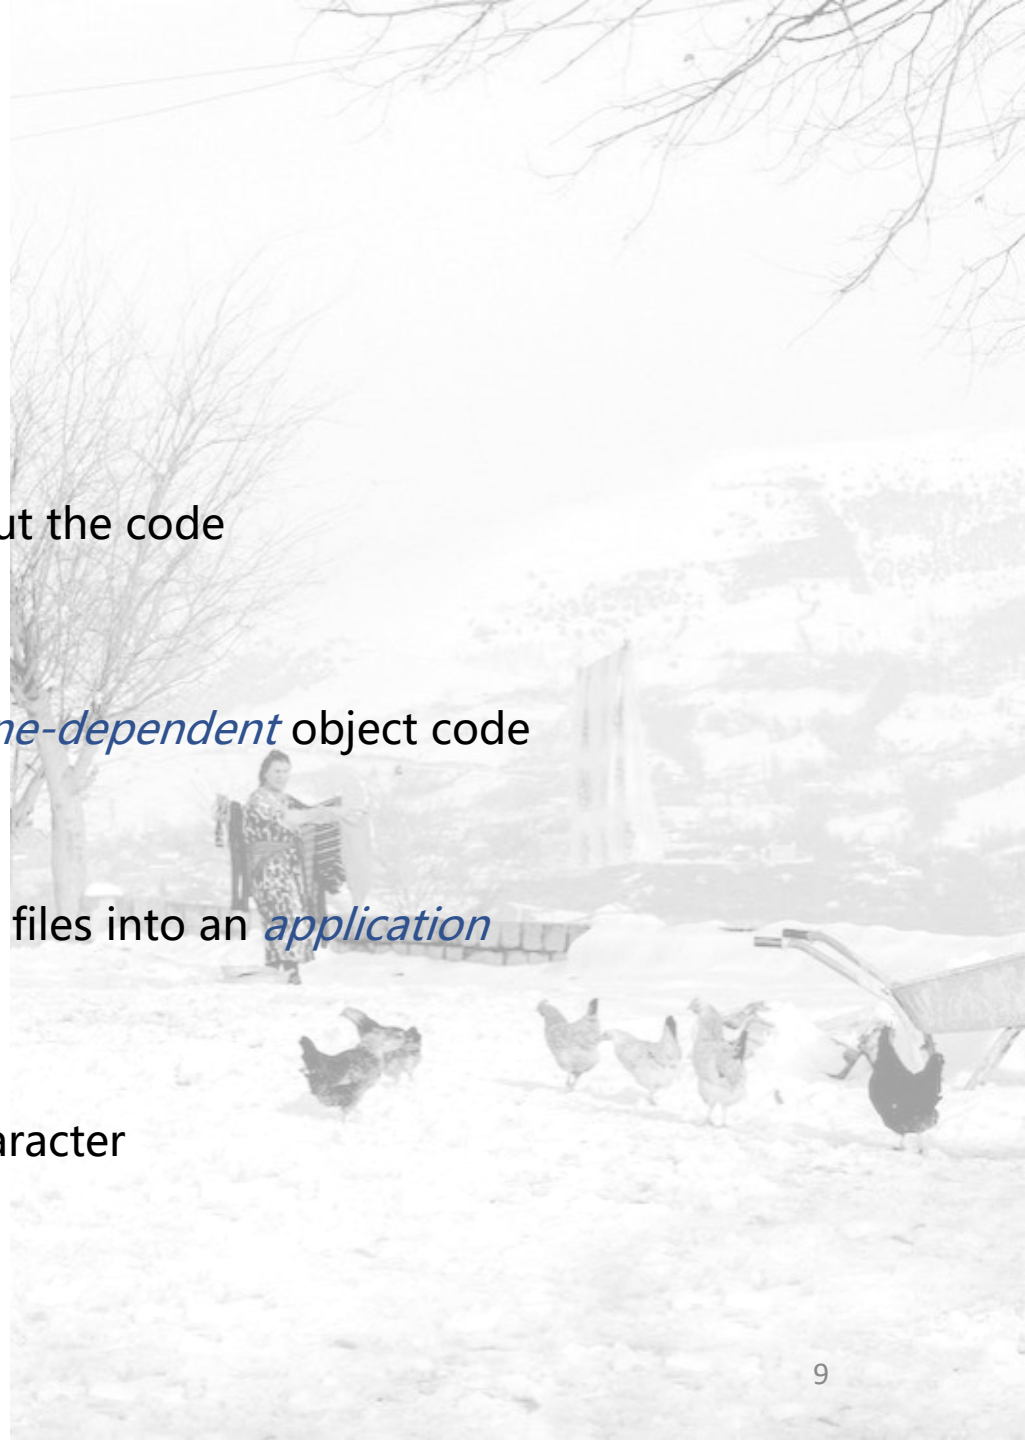 ut the code
ne-dependent object code
files into an application
aracter
9